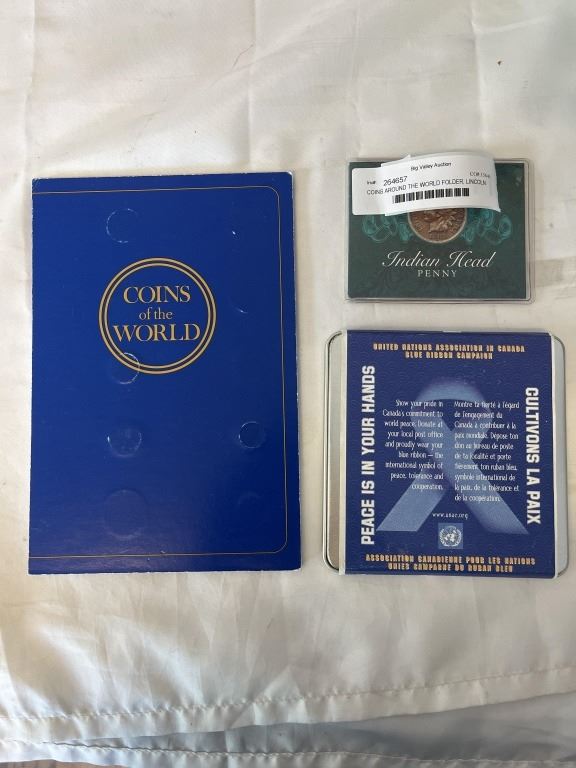 COINS
of the
WORLD
Big Valley Auction
264657
COINS AROUND THE WORLD FOLDER, LINCOLN
Indian Head
PENNY
UNITED NATIONS ASSOCIATION IN CANADA
BLUE RIBBON CAMPAIGN
PEACE IS IN YOUR HANDS
Show your pride in
Canada's commitment to
world peace. Donate at
your local post office
and proudly wear your
blue ribbon — the
international symbol of
peace, tolerance and
cooperation.
Montre ta fierté à l'égard
de l'engagement du
Canada à contribuer à la
paix mondiale. Dépose ton
don au bureau de poste
de ta localité et porte
fièrement ton ruban bleu,
symbole international de
la paix, de la tolérance et
de la coopération.
CULTIVONS LA PAIX
www.unac.org
ASSOCIATION CANADIENNE POUR LES NATIONS
UNIES CAMPAGNE DU RUBAN BLEU